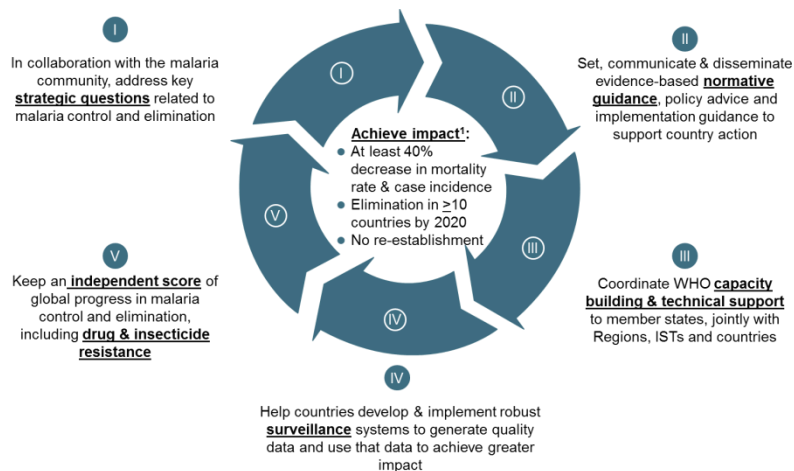 I
In collaboration with the malaria
community, address key
strategic questions related to
malaria control and elimination
II
Set, communicate & disseminate
evidence-based normative
guidance, policy advice and
implementation guidance to
support country action
III
Coordinate WHO capacity
building & technical support
to member states, jointly with
Regions, ISTs and countries
IV
Help countries develop & implement robust
surveillance systems to generate quality
data and use that data to achieve greater
impact
V
Keep an independent score of
global progress in malaria
control and elimination,
including drug & insecticide
resistance
I
II
III
IV
V
Achieve impact¹:
● At least 40%
decrease in mortality
rate & case incidence
● Elimination in ≥10
countries by 2020
● No re-establishment